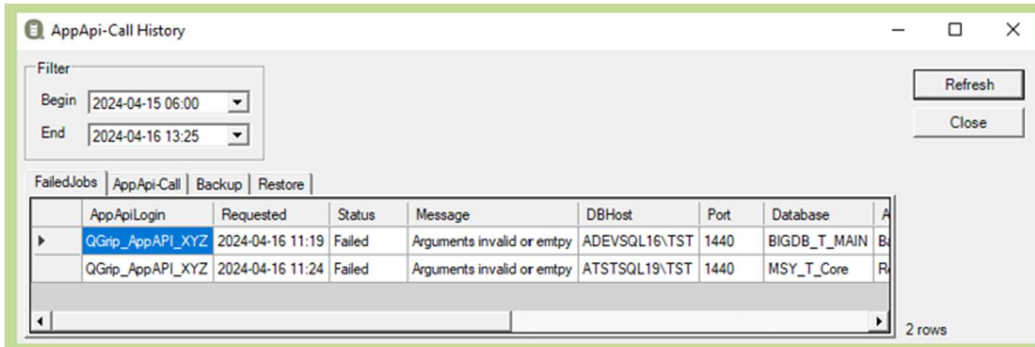 AppApi-Call History
Filter
Begin 2024-04-15 06:00
End 2024-04-16 13:25
Refresh
Close
FailedJobs AppApi-Call Backup Restore
AppApiLogin Requested Status Message DBHost Port Database A
QGrip_AppAPI_XYZ 2024-04-16 11:19 Failed Arguments invalid or emtpy ADEVSQL16\TST 1440 BIGDB_T_MAIN Ba
QGrip_AppAPI_XYZ 2024-04-16 11:24 Failed Arguments invalid or emtpy ATSTSQL19\TST 1440 MSY_T_Core Re
2 rows